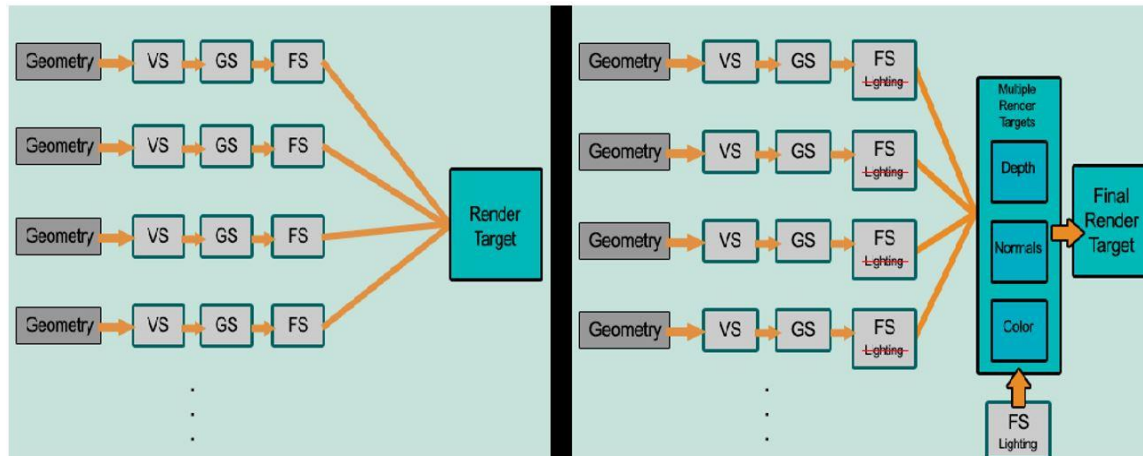 Geometry
VS
GS
FS
Geometry
VS
GS
FS
Geometry
VS
GS
FS
Geometry
VS
GS
FS
Render
Target
Geometry
VS
GS
FS
Lighting
Geometry
VS
GS
FS
Lighting
Geometry
VS
GS
FS
Lighting
Geometry
VS
GS
FS
Lighting
Multiple
Render
Targets
Depth
Normals
Color
FS
Lighting
Final
Render
Target